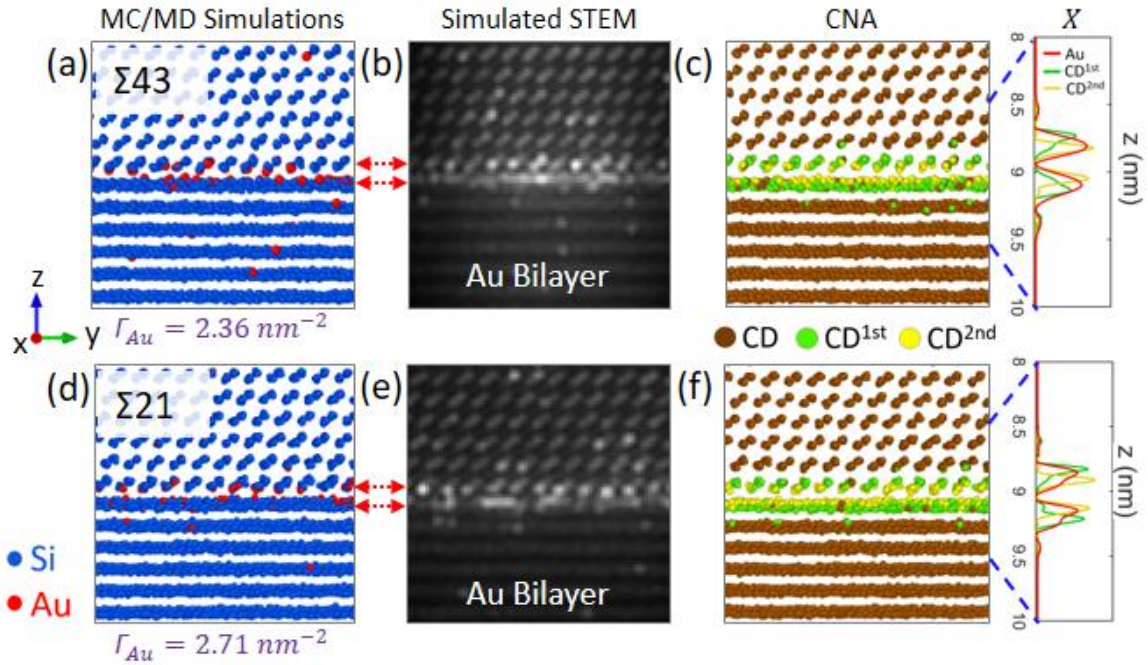 MC/MD Simulations Simulated STEM CNA X
(a) Σ43
(b)
Au Bilayer
(c)
Au
CD1st
CD2nd
8
8.5
9
9.5
10
z (nm)
z
x y
Γ_Au = 2.36 nm⁻²
CD CD1st CD2nd
(d) Σ21
(e)
Au Bilayer
(f)
8
8.5
9
9.5
10
z (nm)
Si
Au
Γ_Au = 2.71 nm⁻²